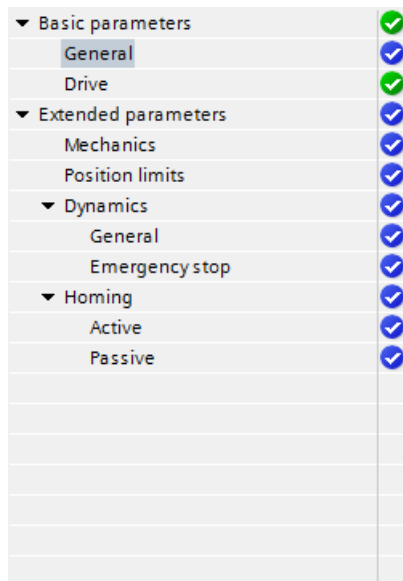 Basic parameters
General
Drive
Extended parameters
Mechanics
Position limits
Dynamics
General
Emergency stop
Homing
Active
Passive